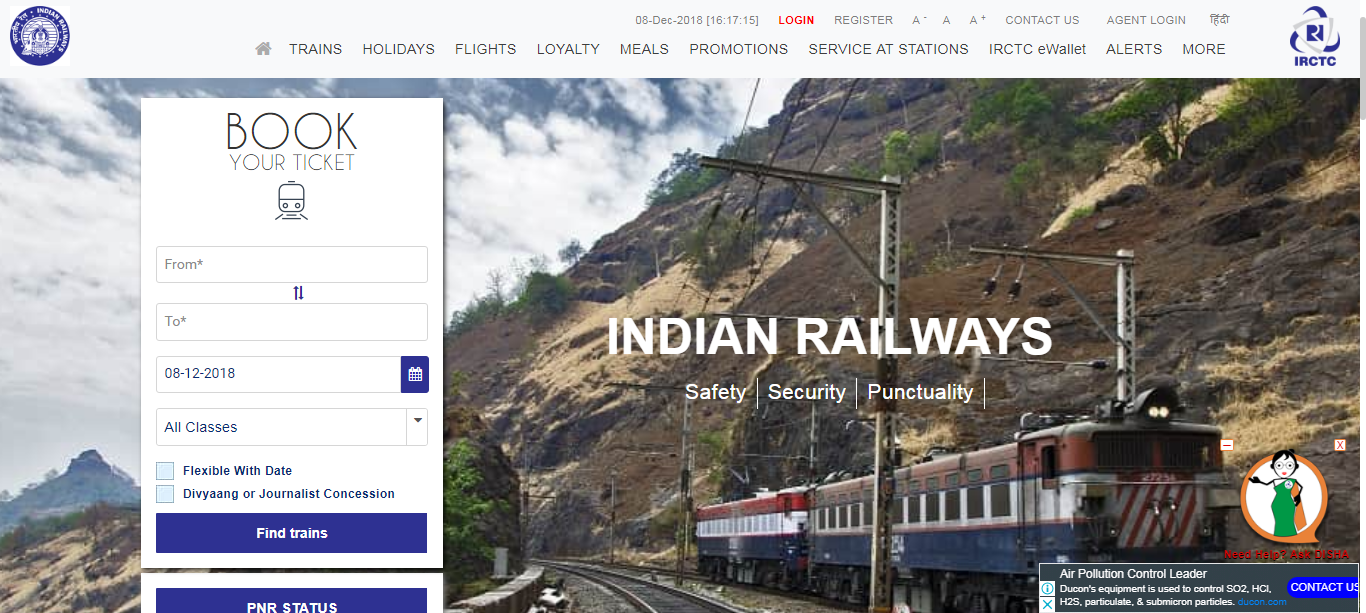 INDIAN RAILWAYS
08-Dec-2018 [16:17:15] LOGIN REGISTER A - A A + CONTACT US AGENT LOGIN हिंदी
TRAINS HOLIDAYS FLIGHTS LOYALTY MEALS PROMOTIONS SERVICE AT STATIONS IRCTC eWallet ALERTS MORE
IRCTC
BOOK
YOUR TICKET
From*
To*
08-12-2018
All Classes
Flexible With Date
Divyaang or Journalist Concession
Find trains
PNR STATUS
INDIAN RAILWAYS
Safety
Security
Punctuality
Need Help? Ask DISHA
Air Pollution Control Leader
Ducon's equipment is used to control SO2, HCl,
H2S, particulate, & submicron particles. ducon.com
CONTACT US